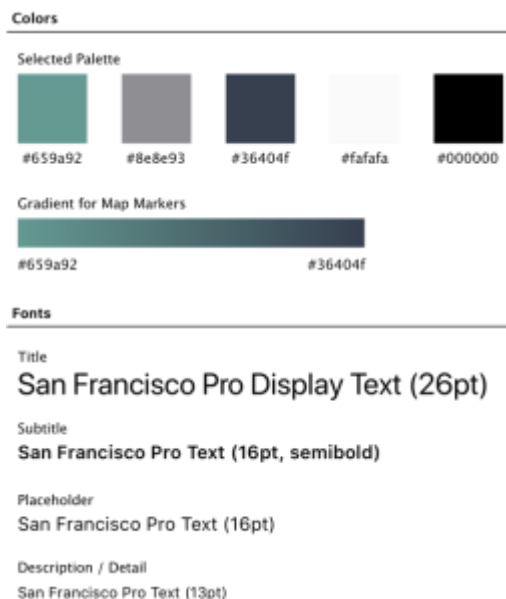 Colors
Selected Palette
#659a92 #8e8e93 #36404f #fafafa #000000
Gradient for Map Markers
#659a92 #36404f
Fonts
Title
San Francisco Pro Display Text (26pt)
Subtitle
San Francisco Pro Text (16pt, semibold)
Placeholder
San Francisco Pro Text (16pt)
Description / Detail
San Francisco Pro Text (13pt)